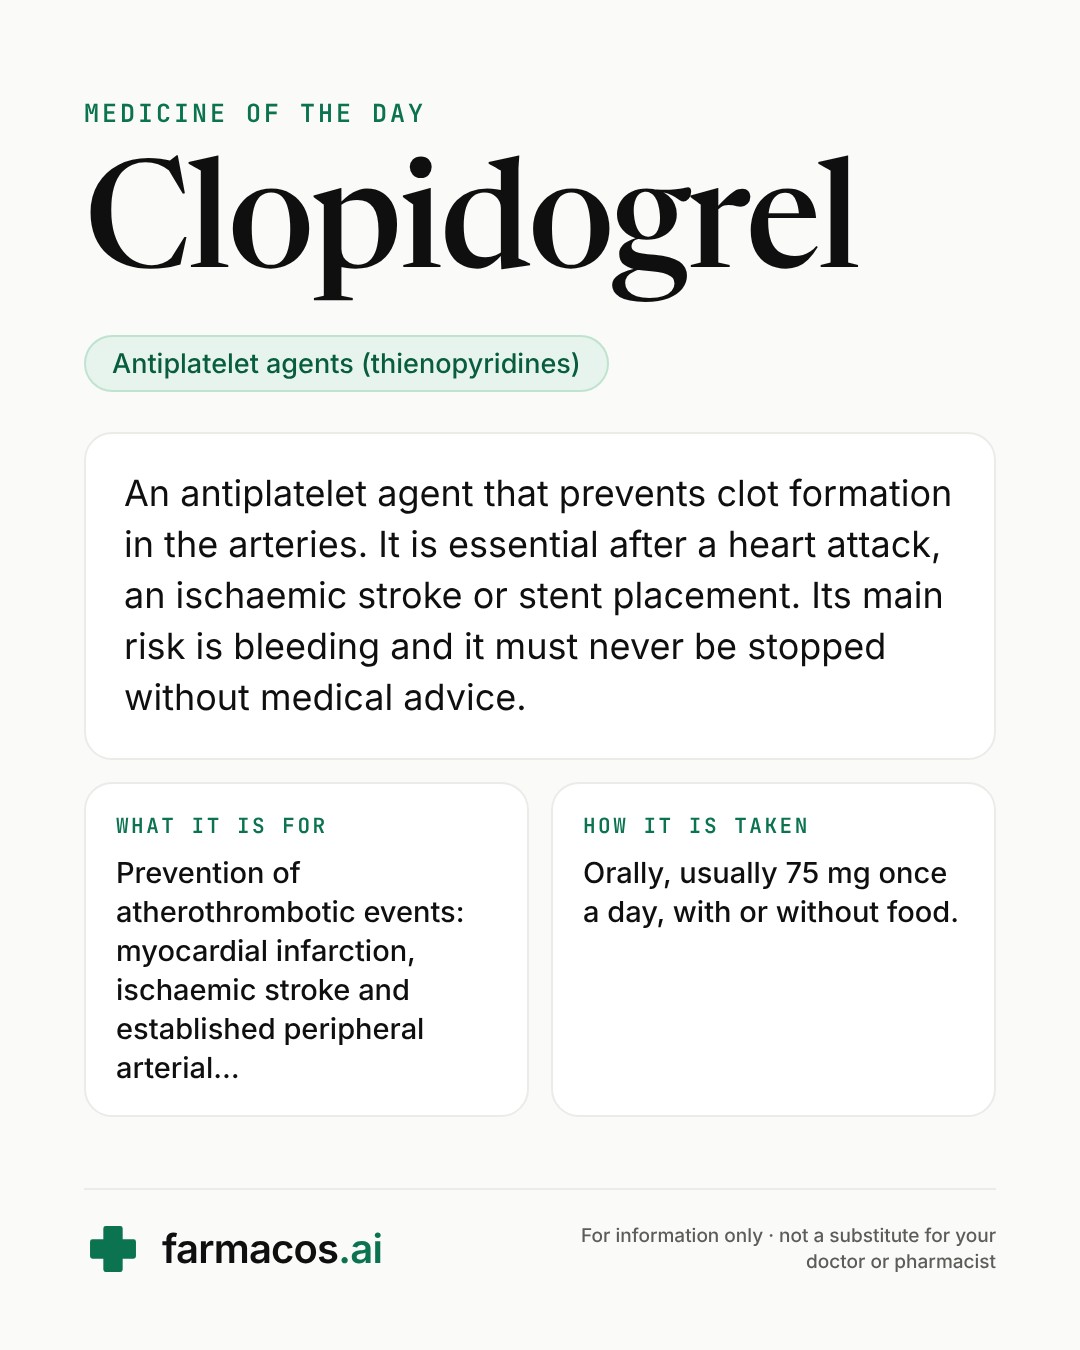 MEDICINE OF THE DAY
Clopidogrel
Antiplatelet agents (thienopyridines)
An antiplatelet agent that prevents clot formation
in the arteries. It is essential after a heart attack,
an ischaemic stroke or stent placement. Its main
risk is bleeding and it must never be stopped
without medical advice.
WHAT IT IS FOR
Prevention of
atherothrombotic events:
myocardial infarction,
ischaemic stroke and
established peripheral
arterial...
HOW IT IS TAKEN
Orally, usually 75 mg once
a day, with or without food.
farmacos.ai
For information only · not a substitute for your
doctor or pharmacist